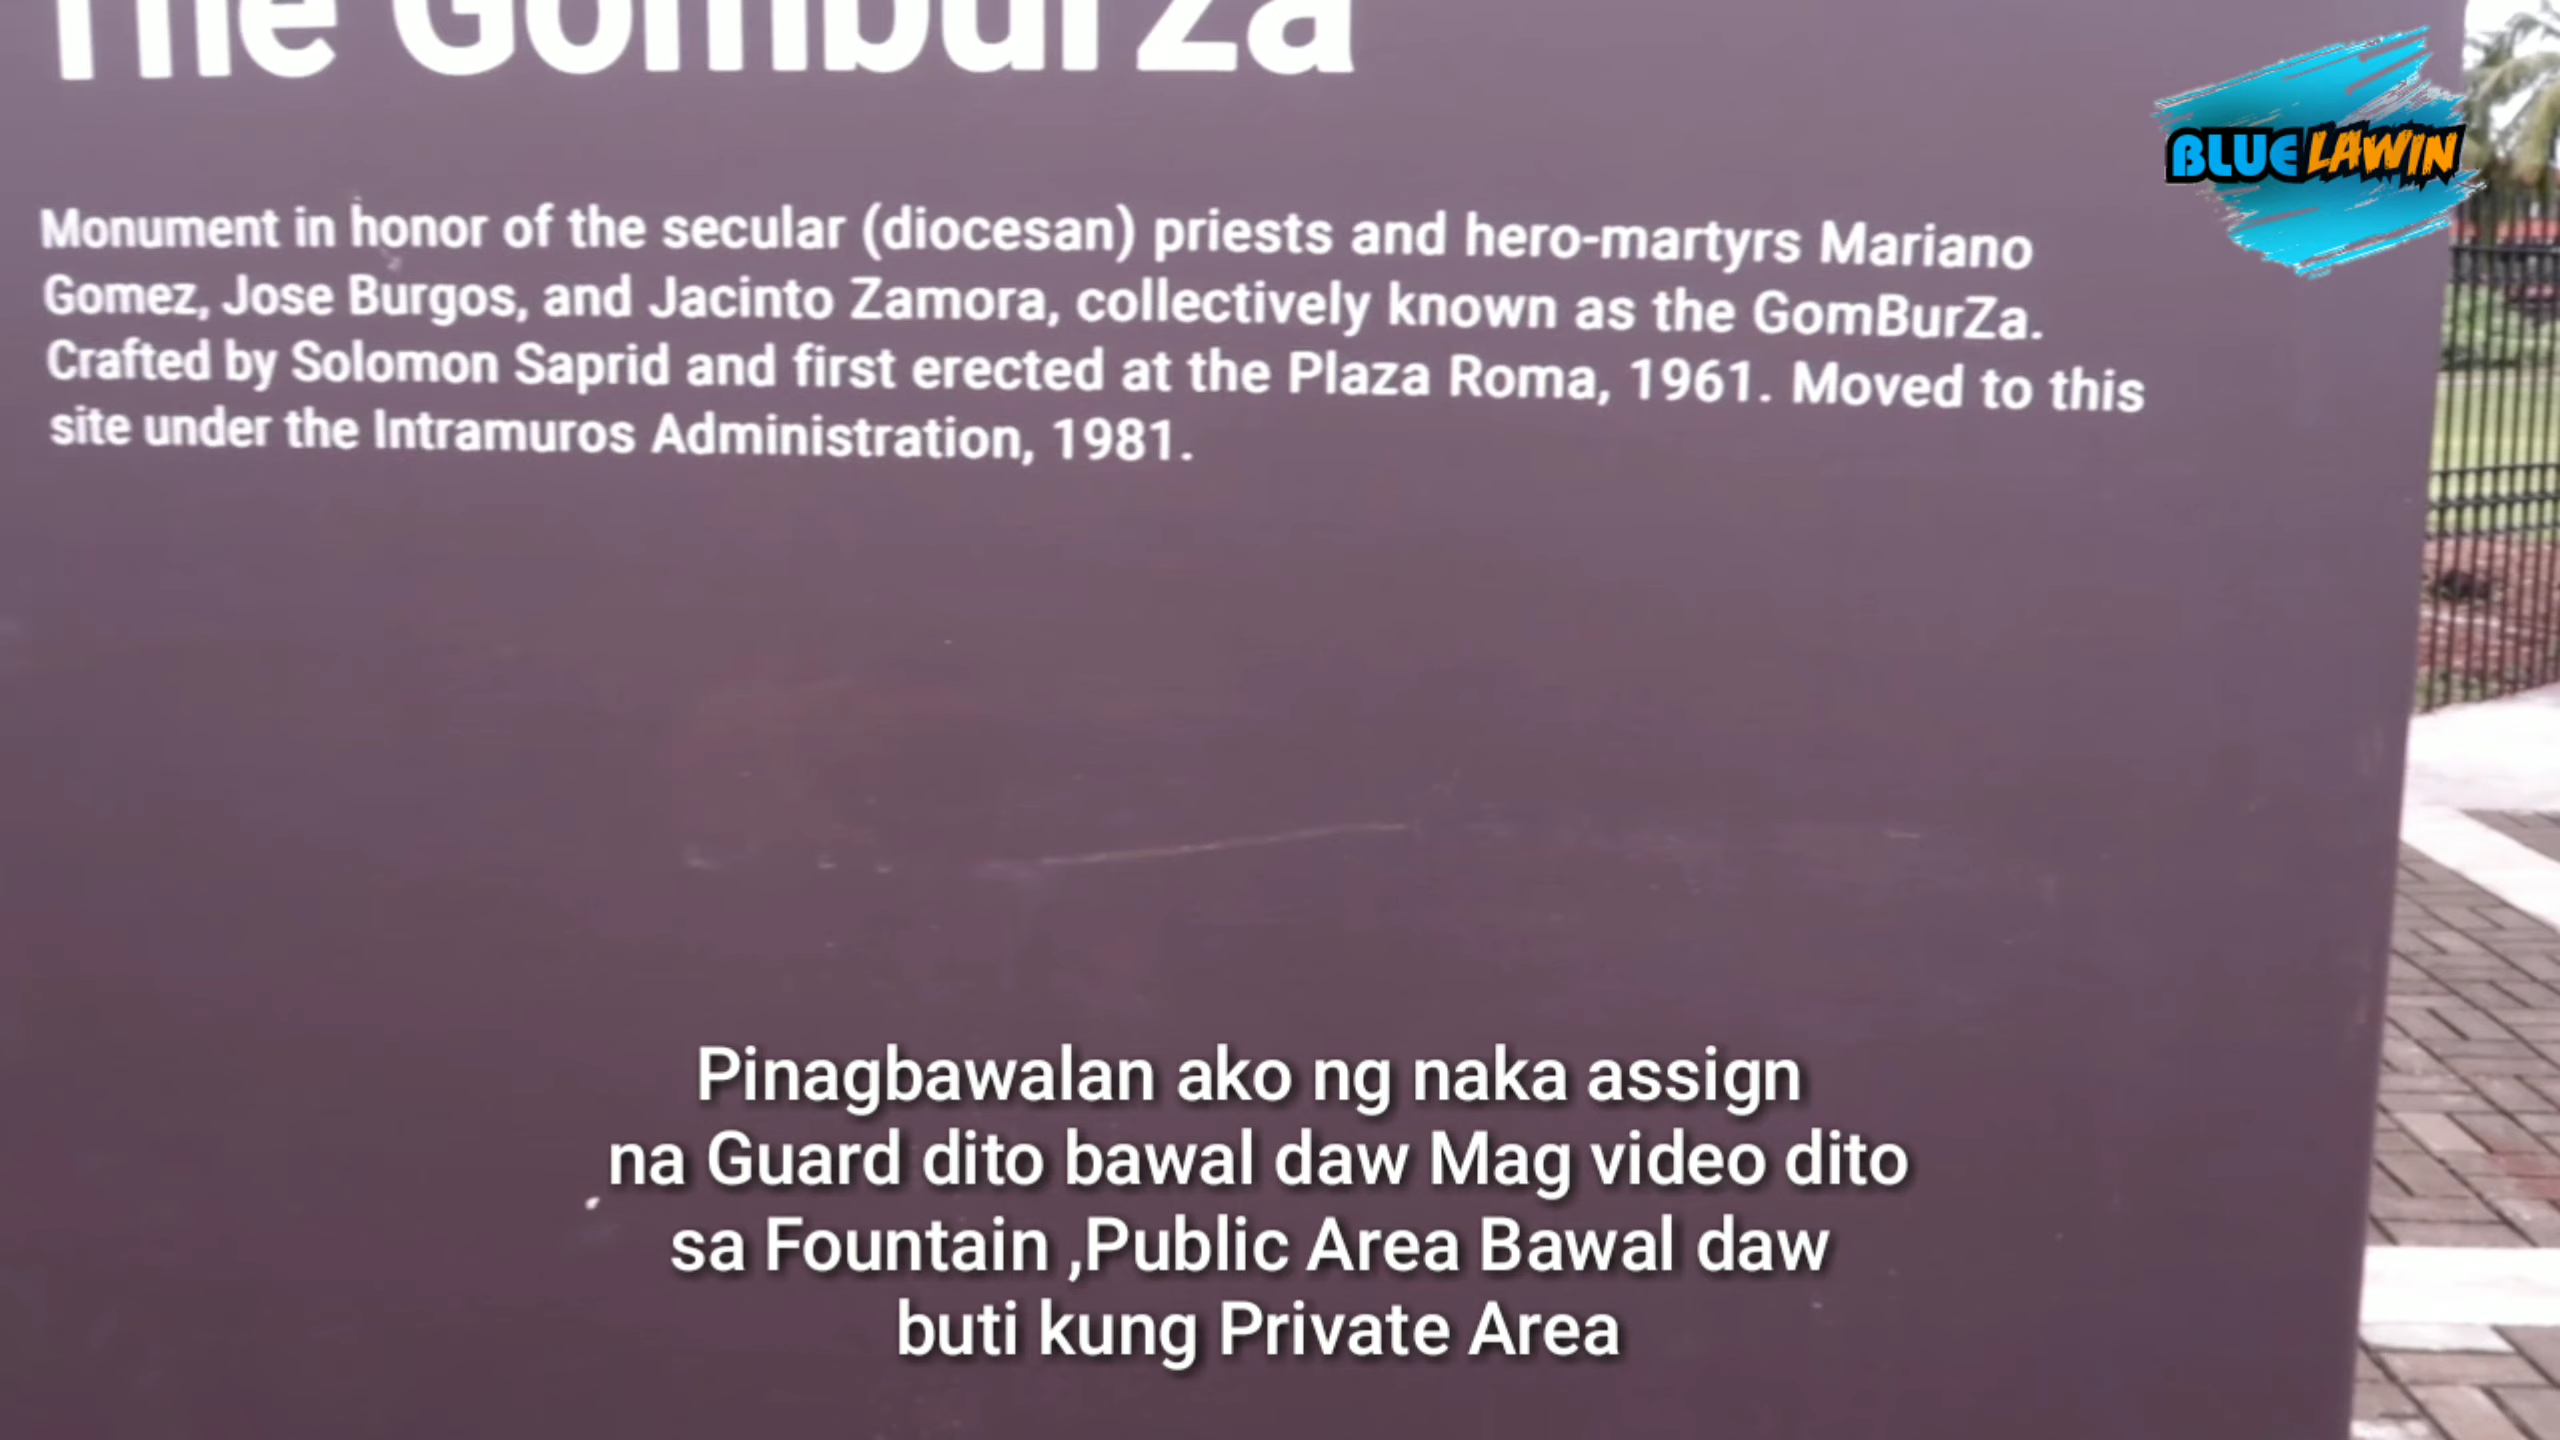 The GomBurZa
BLUE LAWIN
Monument in honor of the secular (diocesan) priests and hero-martyrs Mariano
Gomez, Jose Burgos, and Jacinto Zamora, collectively known as the GomBurZa.
Crafted by Solomon Saprid and first erected at the Plaza Roma, 1961. Moved to this
site under the Intramuros Administration, 1981.
Pinagbawalan ako ng naka assign
na Guard dito bawal daw Mag video dito
sa Fountain ,Public Area Bawal daw
buti kung Private Area